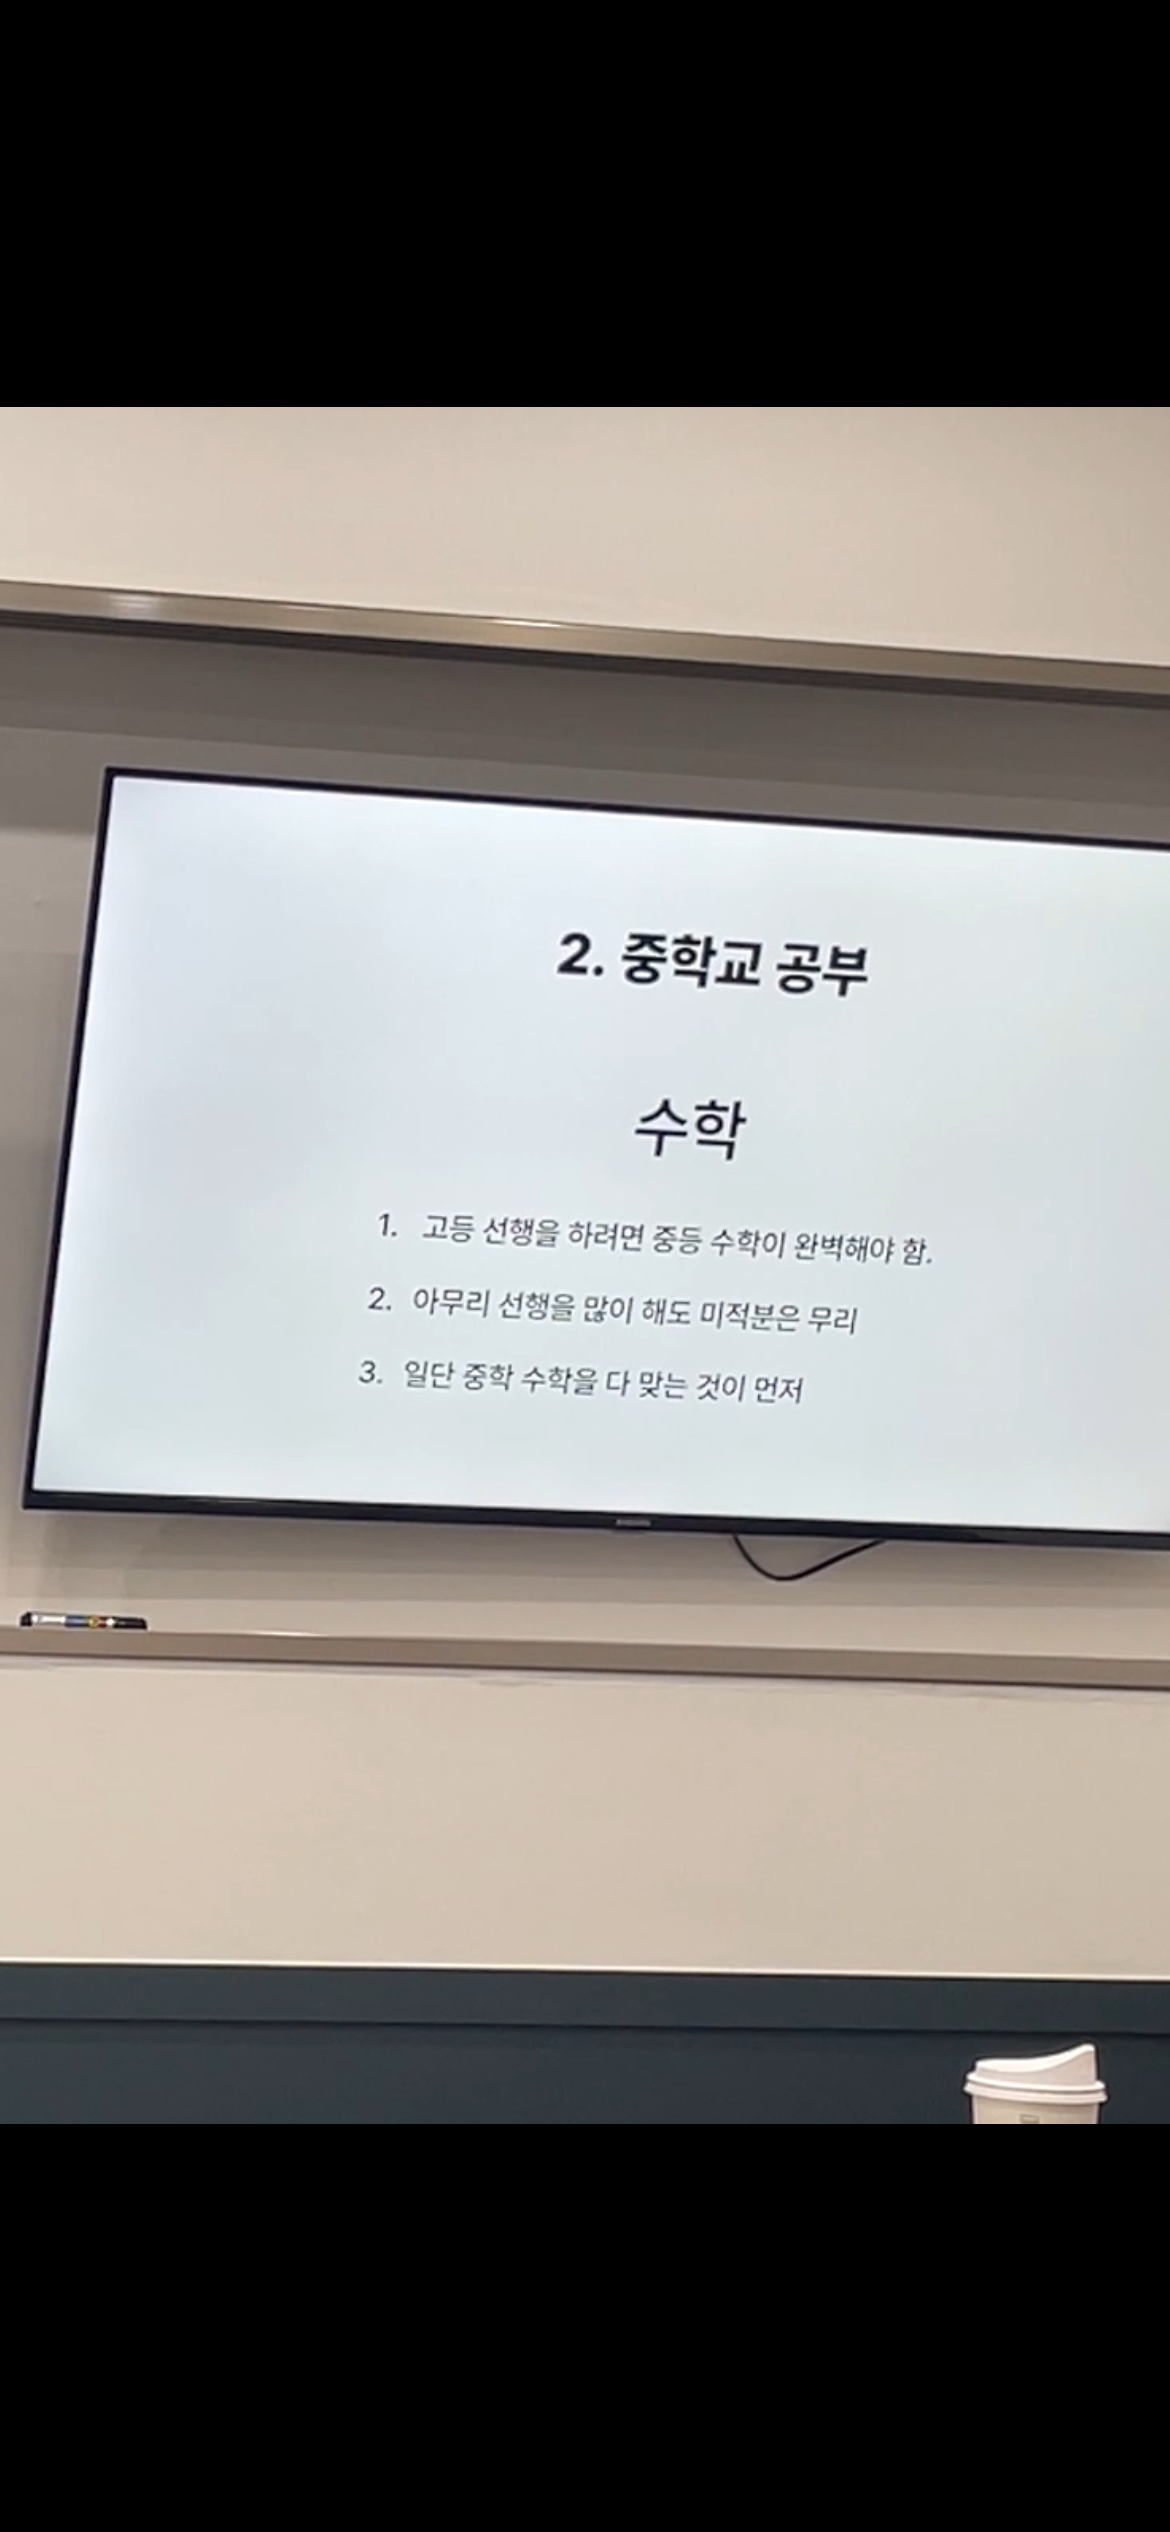 2. 중학교 공부
수학
1. 고등 선행을 하려면 중등 수학이 완벽해야 함.
2. 아무리 선행을 많이 해도 미적분은 무리
3. 일단 중학 수학을 다 맞는 것이 먼저